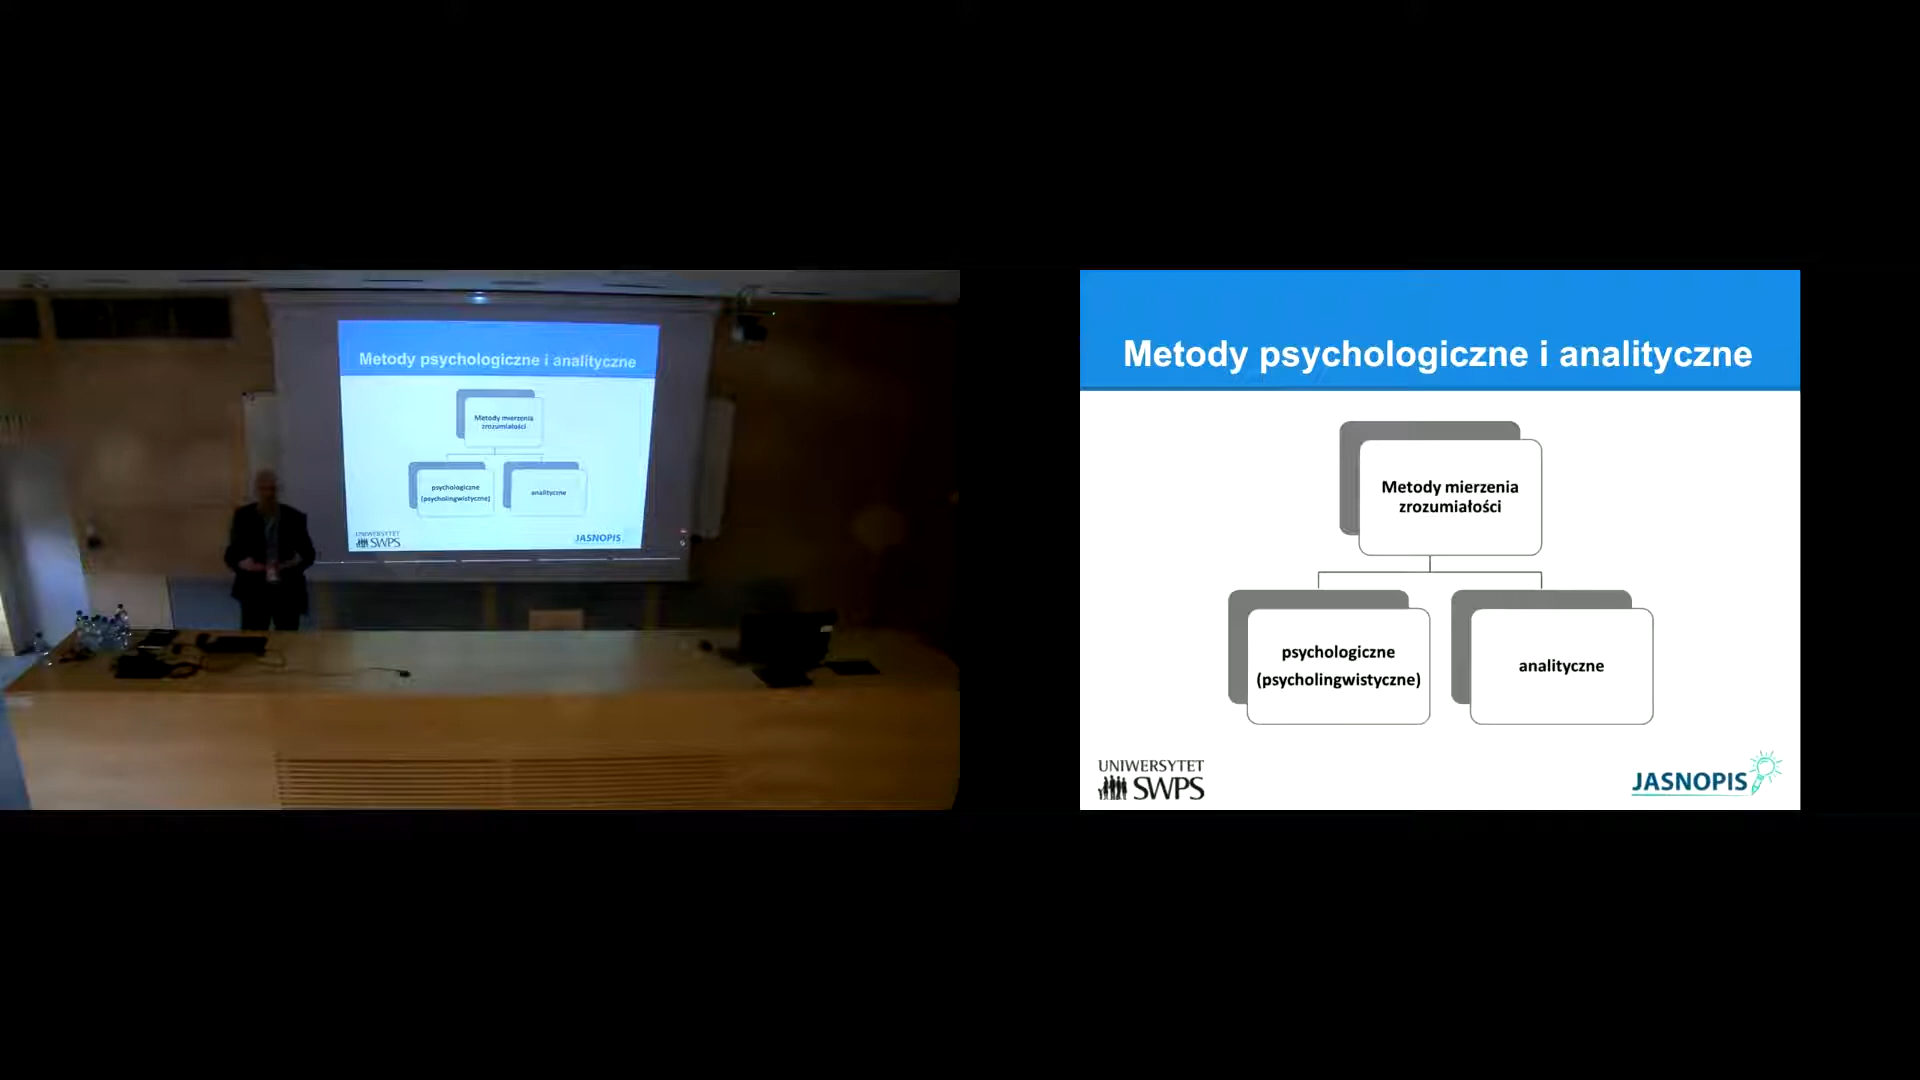 Metody psychologiczne i analityczne
Metody mierzenia
zrozumiałości
psychologiczne
(psycholingwistyczne)
analityczne
UNIWERSYTET
SWPS
JASNOPIS
Metody psychologiczne i analityczne
Metody mierzenia
zrozumiałości
psychologiczne
(psycholingwistyczne)
analityczne
UNIWERSYTET
SWPS
JASNOPIS